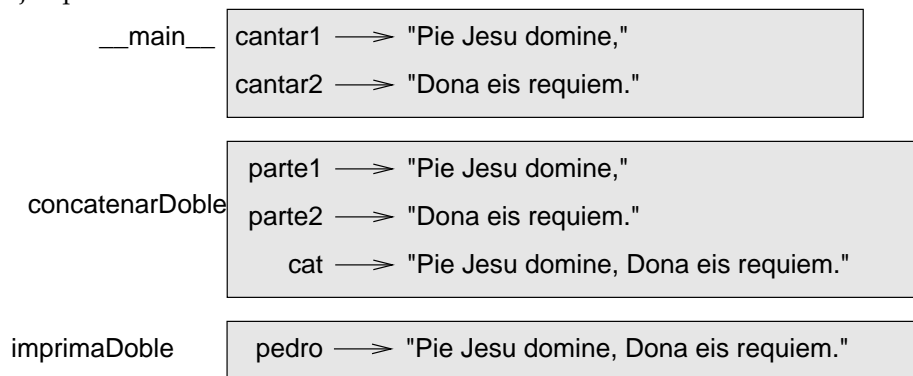 __main__ cantar1 "Pie Jesu domine,"
cantar2 "Dona eis requiem."
parte1 "Pie Jesu domine,"
concatenarDoble parte2 "Dona eis requiem."
cat "Pie Jesu domine, Dona eis requiem."
imprimaDoble pedro "Pie Jesu domine, Dona eis requiem."